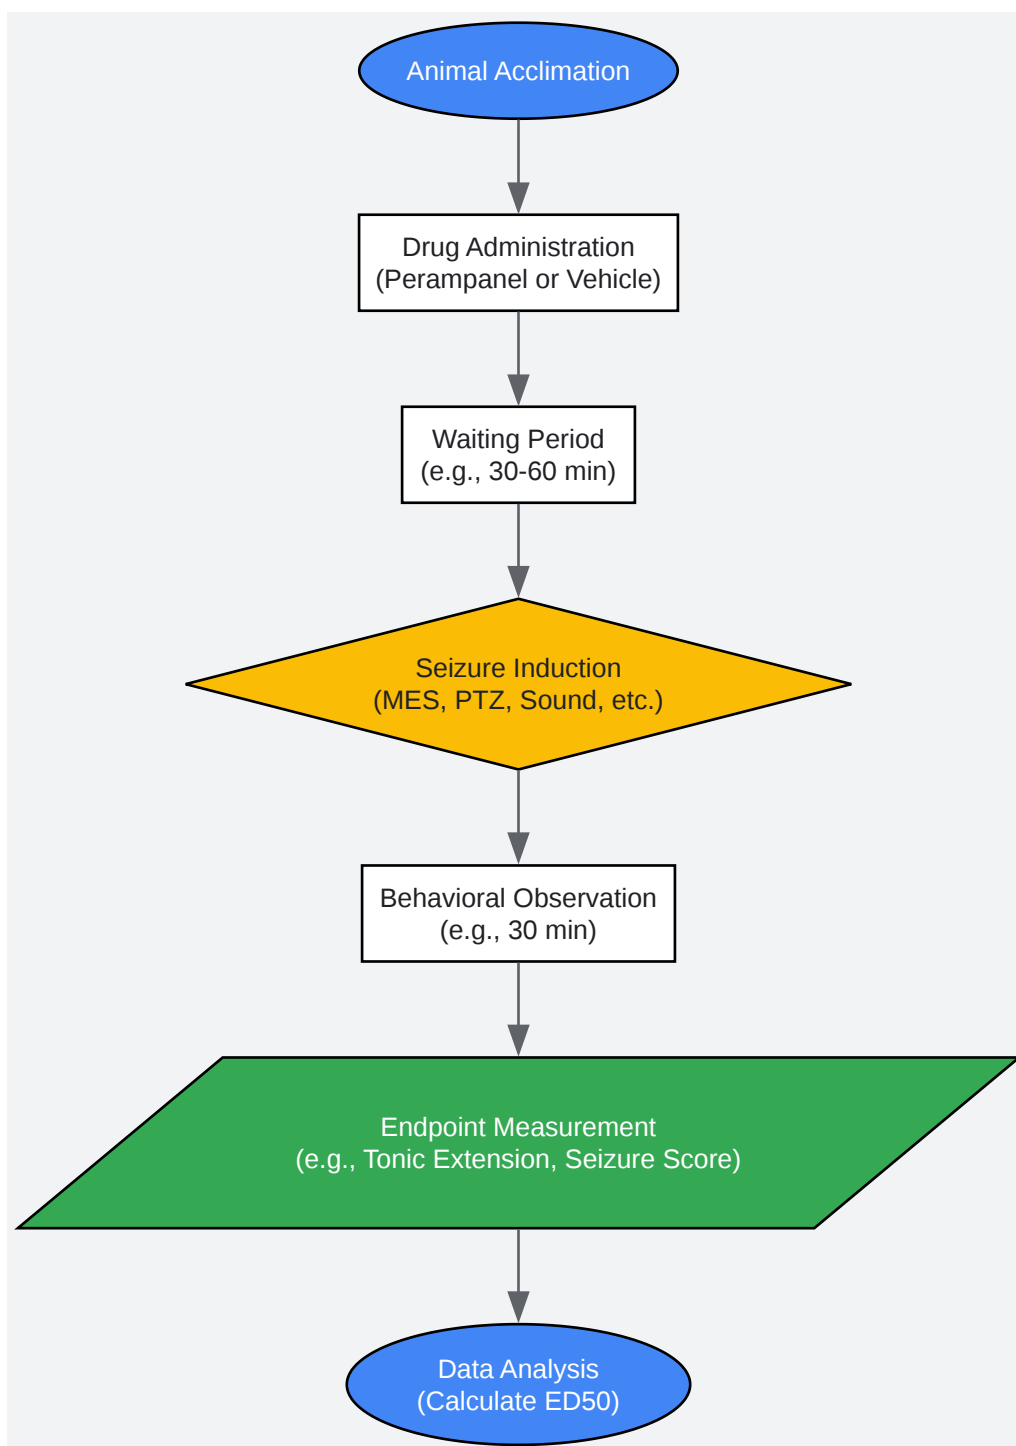 Animal Acclimation
Drug Administration
(Perampanel or Vehicle)
Waiting Period
(e.g., 30-60 min)
Seizure Induction
(MES, PTZ, Sound, etc.)
Behavioral Observation
(e.g., 30 min)
Endpoint Measurement
(e.g., Tonic Extension, Seizure Score)
Data Analysis
(Calculate ED50)